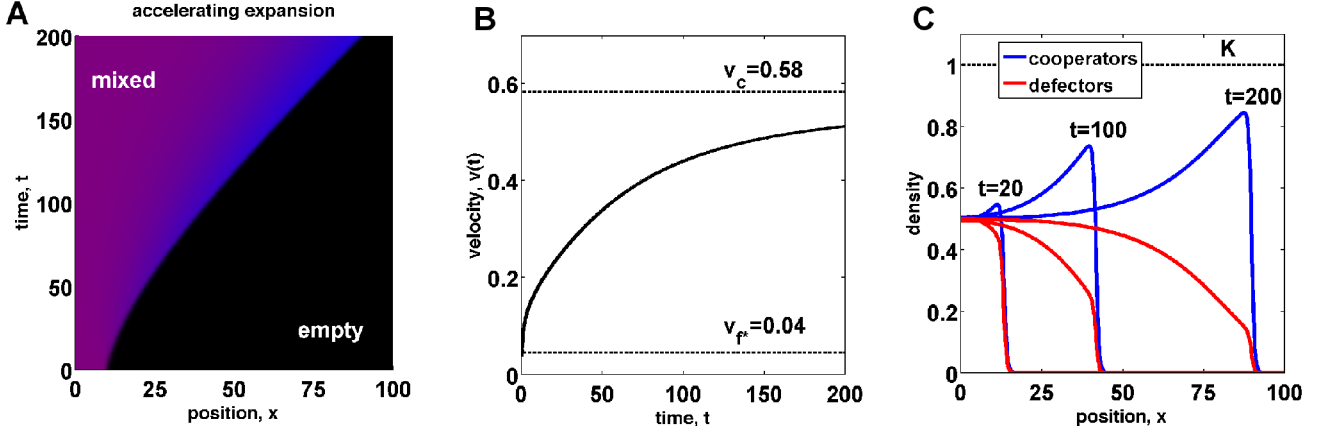 A
accelerating expansion
200
150
100
50
0
time, t
mixed
empty
0 25 50 75 100
position, x
B
0.6
0.4
0.2
0
velocity, v(t)
vc=0.58
vf*=0.04
0 50 100 150 200
time, t
C
1
0.8
0.6
0.4
0.2
0
density
K
cooperators
defectors
t=20
t=100
t=200
0 25 50 75 100
position, x